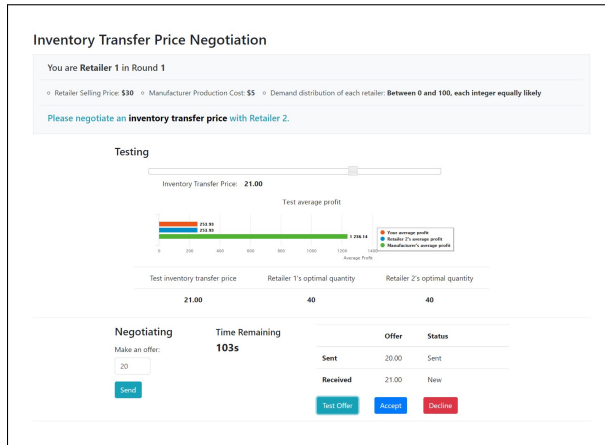 Inventory Transfer Price Negotiation
You are Retailer 1 in Round 1
Retailer Selling Price: $30 Manufacturer Production Cost: $5 Demand distribution of each retailer: Between 0 and 100, each integer equally likely
Please negotiate an inventory transfer price with Retailer 2.
Testing
Inventory Transfer Price: 21.00
Test average profit
253.93
253.93
1 236.14
Your average profit
Retailer 2's average profit
Manufacturer's average profit
0 200 400 600 800 1000 1200 1400
Average Profit
Test inventory transfer price Retailer 1's optimal quantity Retailer 2's optimal quantity
21.00 40 40
Negotiating Time Remaining
Make an offer: 103s
20
Send
Offer Status
Sent 20.00 Sent
Received 21.00 New
Test Offer Accept Decline